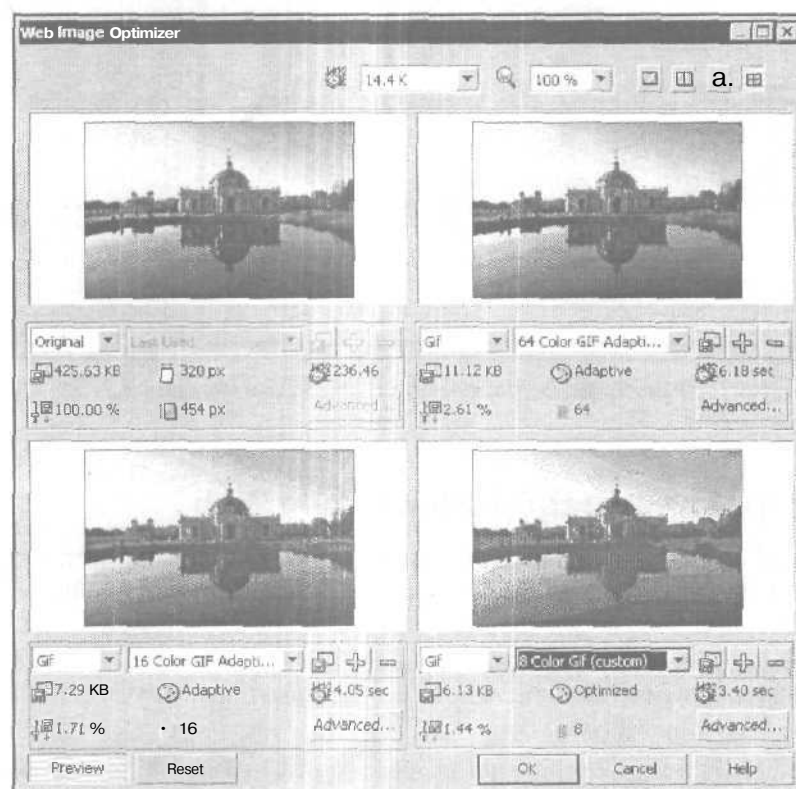 Web Image Optimizer
14.4 K 100 % a.
Original Last Used
425.63 KB 320 px 236.46
100.00 % 454 px Advanced...
Gif 64 Color GIF Adapti...
11.12 KB Adaptive 6.18 sec
2.61 % 64 Advanced...
Gif 16 Color GIF Adapti...
7.29 KB Adaptive 4.05 sec
1.71 % • 16 Advanced...
Gif 8 Color Gif (custom)
6.13 KB Optimized 3.40 sec
1.44 % 8 Advanced...
Preview Reset OK Cancel Help